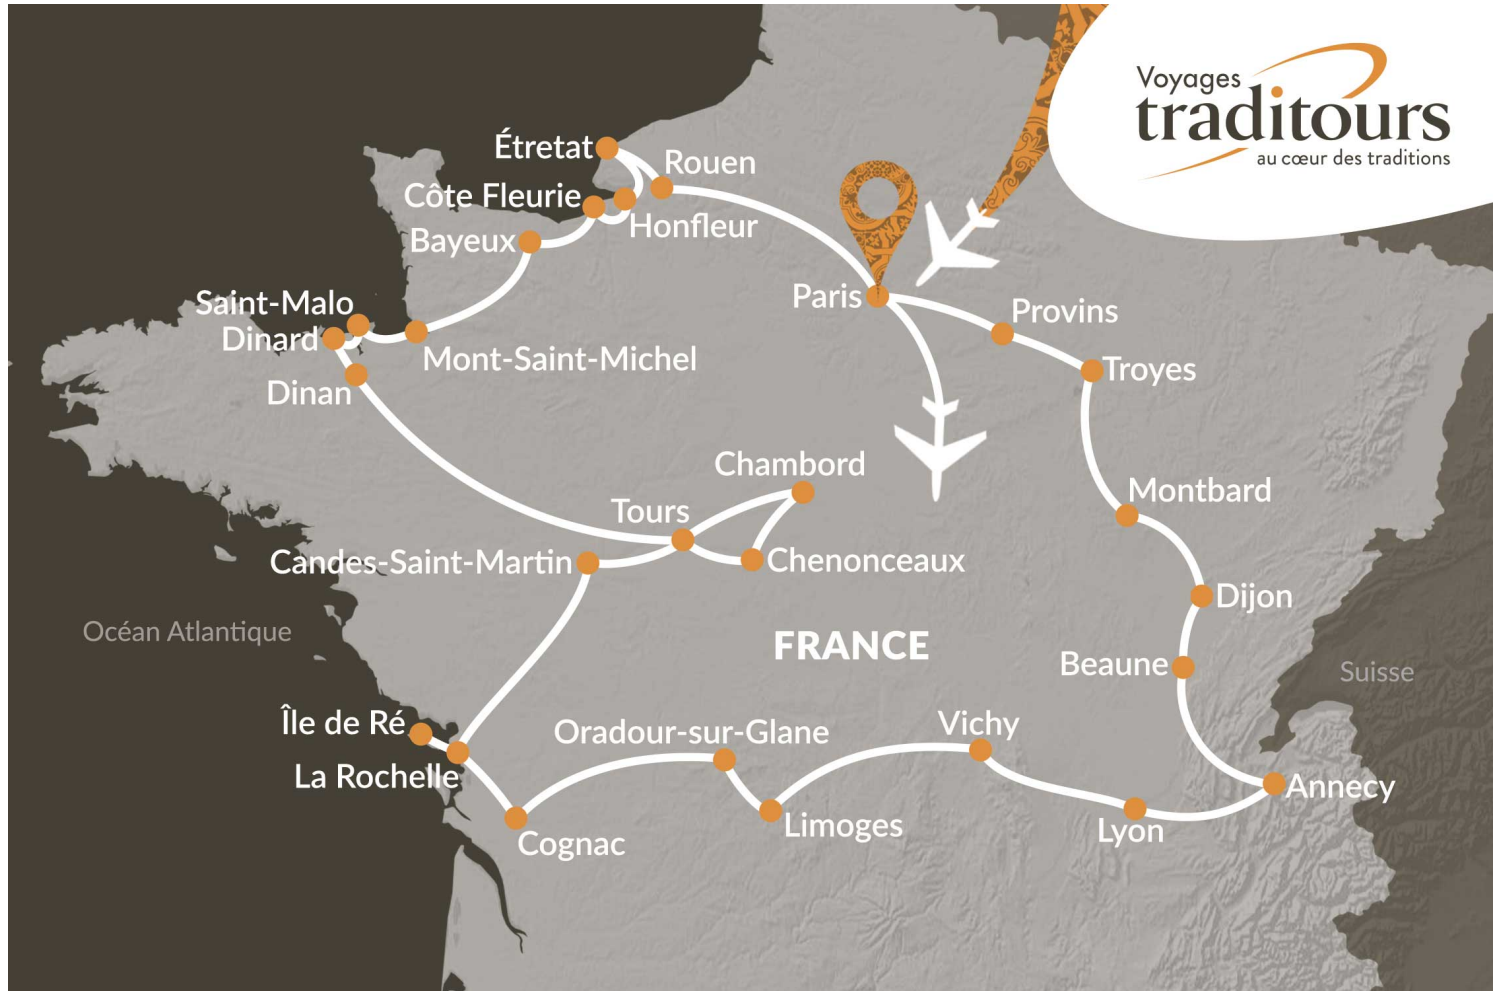 Voyages
traditours
au cœur des traditions
Étretat
Rouen
Côte Fleurie
Honfleur
Bayeux
Paris
Saint-Malo
Provins
Dinard
Mont-Saint-Michel
Troyes
Dinan
Chambord
Montbard
Tours
Candes-Saint-Martin
Chenonceaux
Dijon
Océan Atlantique
FRANCE
Beaune
Suisse
Île de Ré
Oradour-sur-Glane
Vichy
La Rochelle
Annecy
Limoges
Lyon
Cognac